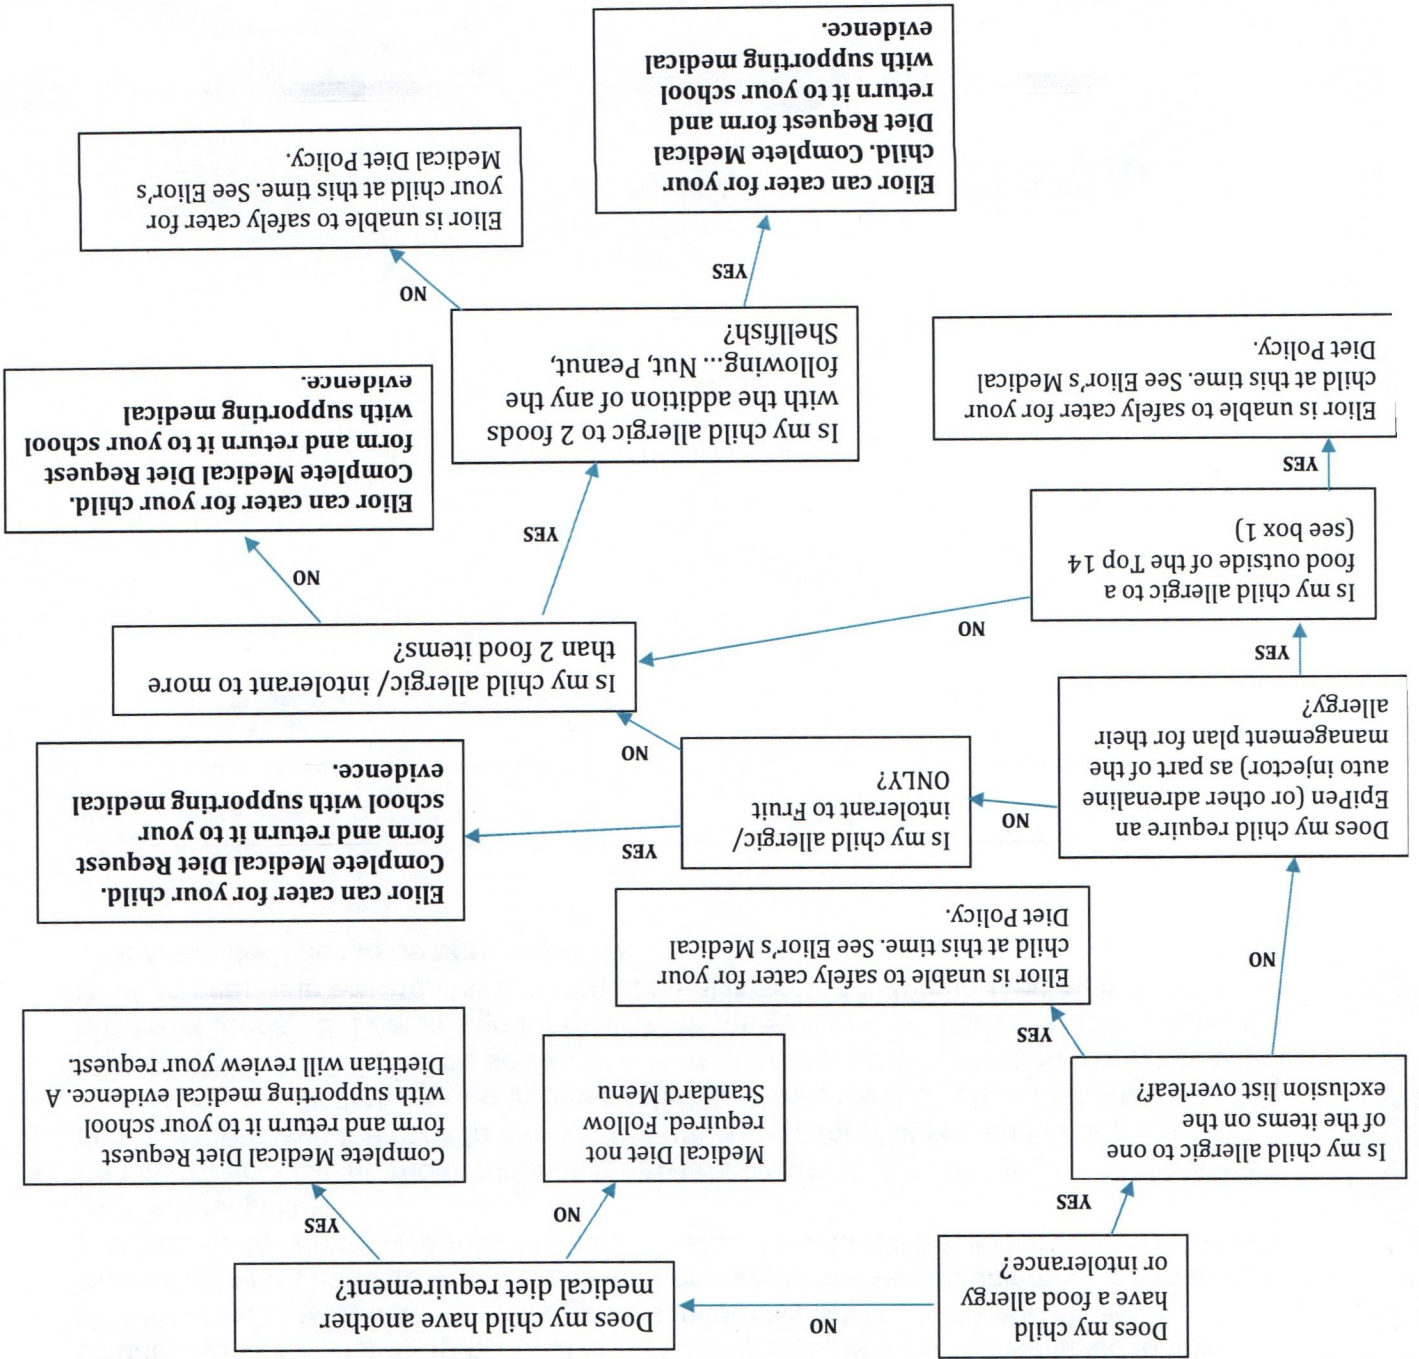 Does my child
have a food allergy
or intolerance?
NO
Does my child have another
medical diet requirement?
YES
NO
YES
Is my child allergic to one
of the items on the
exclusion list overleaf?
Medical Diet not
required. Follow
Standard Menu
Complete Medical Diet Request
form and return it to your school
with supporting medical evidence. A
Dietitian will review your request.
YES
Elior is unable to safely cater for your
child at this time. See Elior's Medical
Diet Policy.
NO
Does my child require an
EpiPen (or other adrenaline
auto injector) as part of the
management plan for their
allergy?
NO
Is my child allergic/
intolerant to Fruit
ONLY?
YES
Elior can cater for your child.
Complete Medical Diet Request
form and return it to your
school with supporting medical
evidence.
NO
YES
Is my child allergic to a
food outside of the Top 14
(see box 1)
NO
Is my child allergic/ intolerant to more
than 2 food items?
YES
Elior is unable to safely cater for your
child at this time. See Elior's Medical
Diet Policy.
NO
Elior can cater for your child.
Complete Medical Diet Request
form and return it to your school
with supporting medical
evidence.
YES
Is my child allergic to 2 foods
with the addition of any the
following... Nut, Peanut,
Shellfish?
NO
Elior is unable to safely cater for
your child at this time. See Elior's
Medical Diet Policy.
YES
Elior can cater for your
child. Complete Medical
Diet Request form and
return it to your school
with supporting medical
evidence.